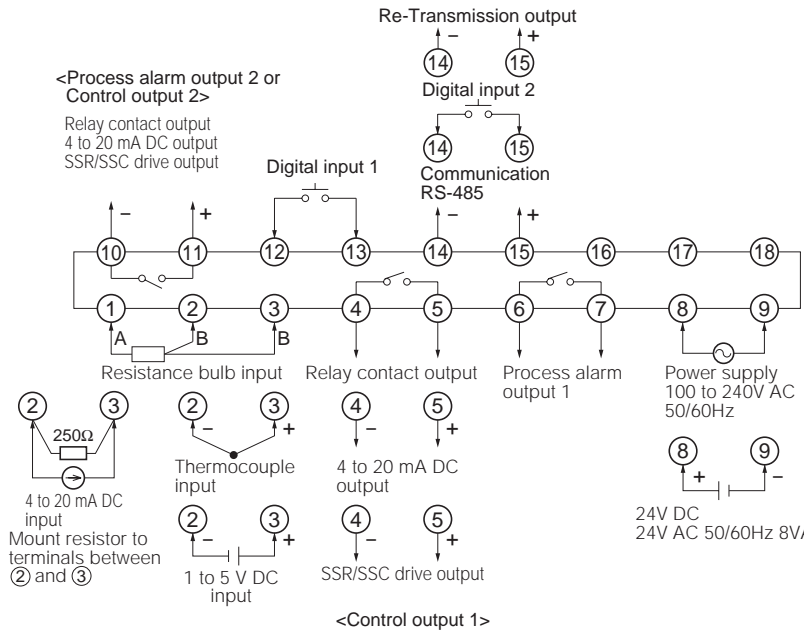 Re-Transmission output
− +
14 15
<Process alarm output 2 or
Control output 2>
Digital input 2
Relay contact output
4 to 20 mA DC output
SSR/SSC drive output
14 15
Digital input 1
Communication
RS-485
− + − +
10 11 12 13 14 15 16 17 18
1 2 3 4 5 6 7 8 9
A B B
Resistance bulb input
Relay contact output
Process alarm
output 1
Power supply
100 to 240V AC
50/60Hz
2 3
250Ω
4 to 20 mA DC
input
Mount resistor to
terminals between
2 and 3
2 3
− +
Thermocouple
input
4 5
− +
4 to 20 mA DC
output
8 9
+ −
24V DC
24V AC 50/60Hz 8VA
2 3
− +
1 to 5 V DC
input
4 5
− +
SSR/SSC drive output
<Control output 1>